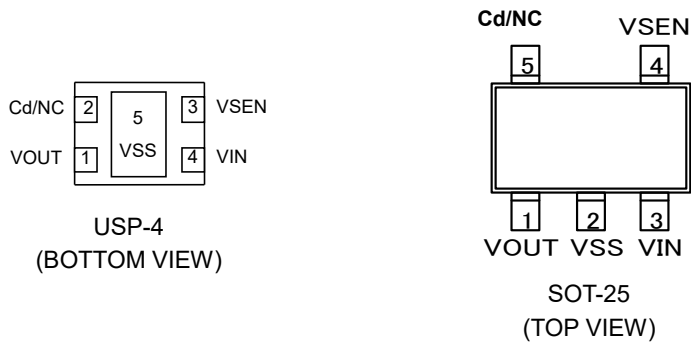 Cd/NC 2 5 3 VSEN
VOUT 1 VSS 4 VIN
USP-4
(BOTTOM VIEW)
Cd/NC VSEN
5 4
1 2 3
VOUT VSS VIN
SOT-25
(TOP VIEW)